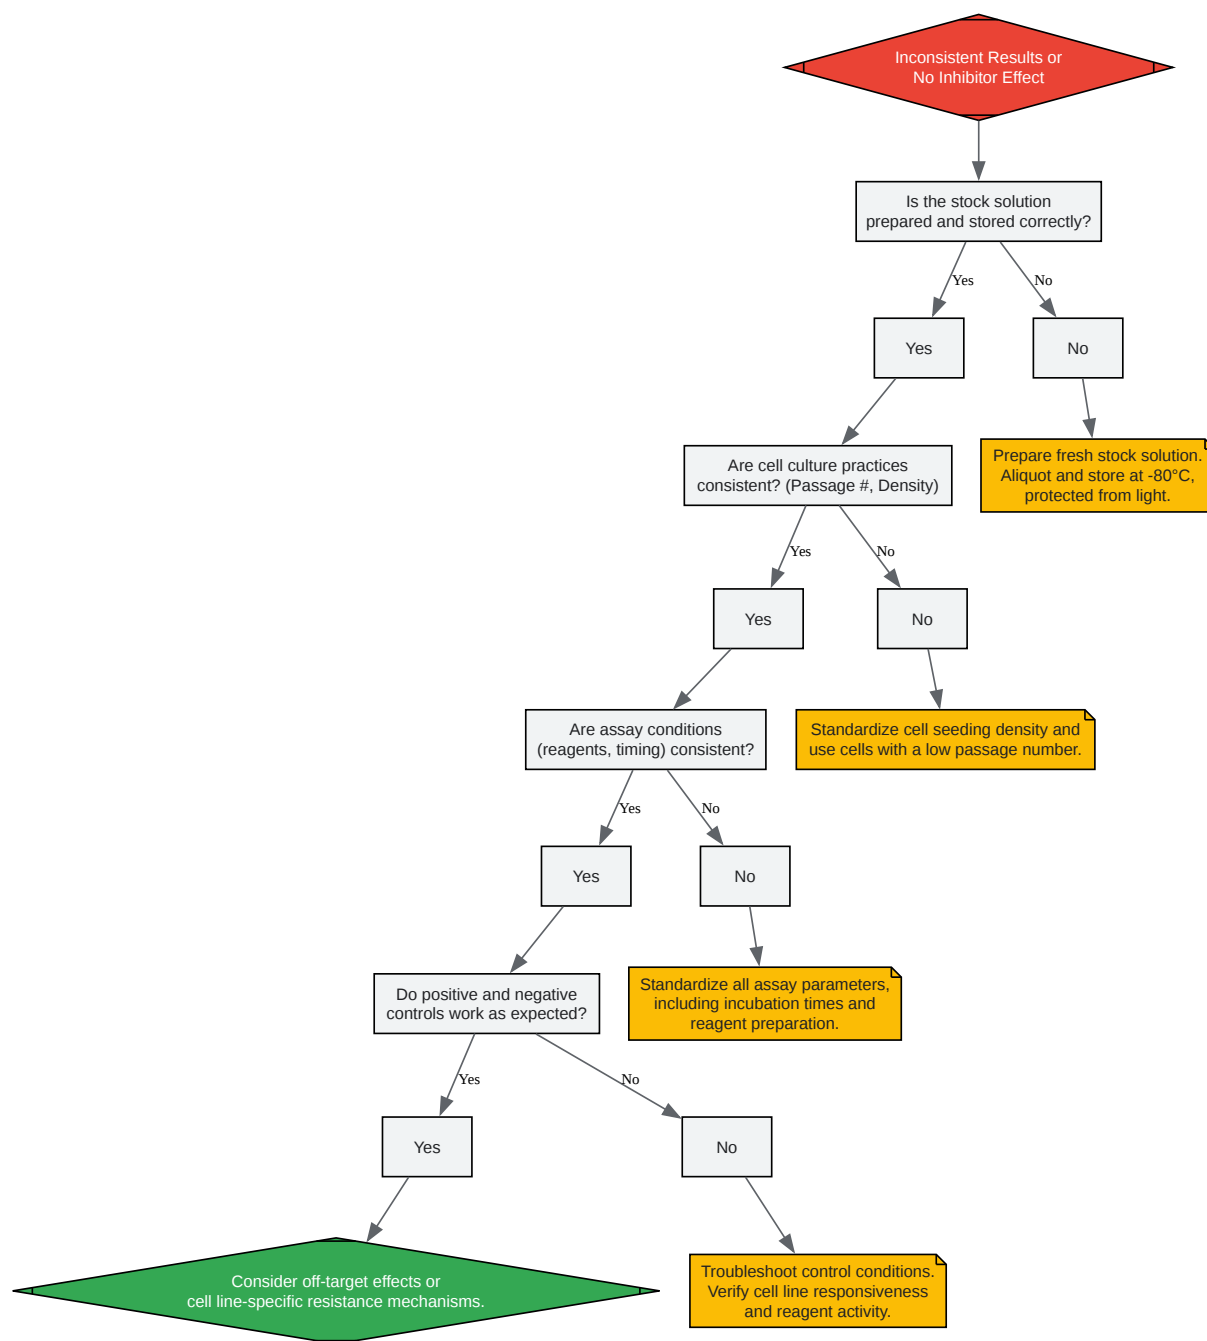 Inconsistent Results or
No Inhibitor Effect
Is the stock solution
prepared and stored correctly?
Yes
No
Yes
No
Are cell culture practices
consistent? (Passage #, Density)
Prepare fresh stock solution.
Aliquot and store at -80°C,
protected from light.
Yes
No
Yes
No
Are assay conditions
(reagents, timing) consistent?
Standardize cell seeding density and
use cells with a low passage number.
Yes
No
Yes
No
Do positive and negative
controls work as expected?
Standardize all assay parameters,
including incubation times and
reagent preparation.
Yes
No
Yes
No
Consider off-target effects or
cell line-specific resistance mechanisms.
Troubleshoot control conditions.
Verify cell line responsiveness
and reagent activity.